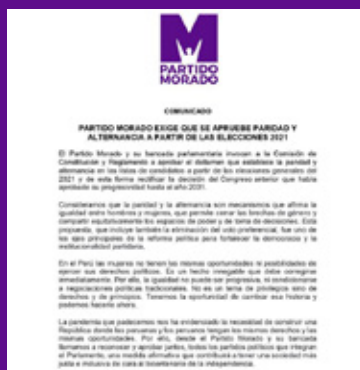 PARTIDO
MORADO
COMUNICADO
PARTIDO MORADO EXIGE QUE SE APRUEBE PARIDAD Y
ALTERNANCIA A PARTIR DE LAS ELECCIONES 2021
El Partido Morado y su bancada parlamentaria invocan a la Comisión de
Constitución y Reglamento a aprobar el dictamen que establece la paridad y
alternancia en las listas de candidatos a partir de las elecciones generales del
2021 y de esta forma rectificar la decisión del Congreso anterior que había
aprobado su progresividad hasta el año 2031.
Consideramos que la paridad y la alternancia son mecanismos que afirma la
igualdad entre hombres y mujeres, que permite cerrar las brechas de género y
compartir equitativamente los espacios de poder y de toma de decisiones. Esta
propuesta, que incluye también la eliminación del voto preferencial, fue uno de
los ejes principales de la reforma política para fortalecer la democracia y la
institucionalidad partidaria.
En el Perú las mujeres no tienen las mismas oportunidades ni posibilidades de
ejercer sus derechos políticos. Es un hecho innegable que debe corregirse
inmediatamente. Por ello, la igualdad no puede ser progresiva, ni condicionarse
a negociaciones políticas tradicionales. No es un tema de privilegios sino de
derechos y de principios. Tenemos la oportunidad de cambiar esa historia y
podemos hacerlo ahora.
La pandemia que padecemos nos ha evidenciado la necesidad de construir una
República donde las peruanas y los peruanos tengan los mismos derechos y las
mismas oportunidades. Por ello, desde el Partido Morado y su bancada
llamamos a reconocer y aprobar juntos, todos los partidos políticos que integran
el Parlamento, una medida afirmativa que contribuirá a tener una sociedad más
justa e inclusiva de cara al bicentenario de la independencia.